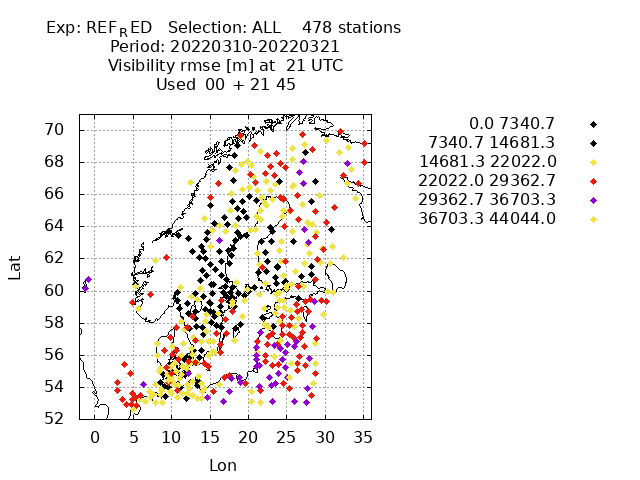 Exp: REFRED Selection: ALL 478 stations
Period: 20220310-20220321
Visibility rmse [m] at 21 UTC
Used 00 + 21 45
0.0 7340.7
7340.7 14681.3
14681.3 22022.0
22022.0 29362.7
29362.7 36703.3
36703.3 44044.0
70
68
66
64
62
60
58
56
54
52
Lat
0 5 10 15 20 25 30 35
Lon